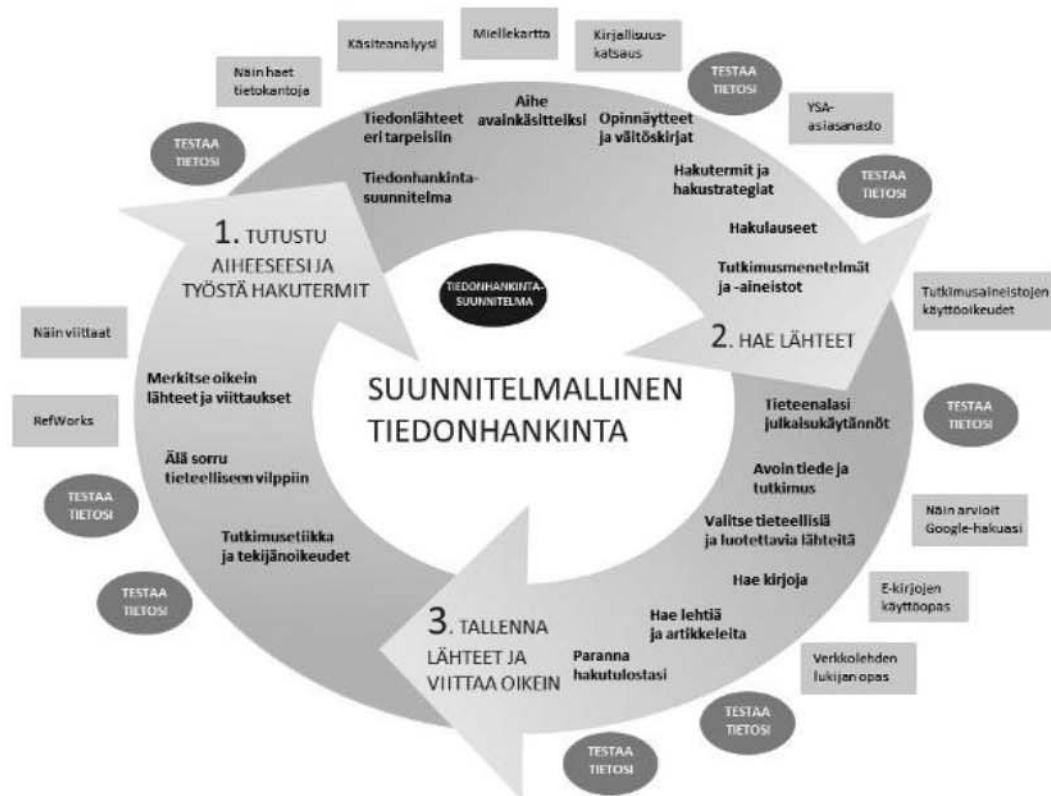 Miellekartta
Käsiteanalyysi
Kirjallisuus-
katsaus
Näin haet
tietokantoja
TESTAA
TIETOSI
YSA-
asiasanasto
TESTAA
TIETOSI
TESTAA
TIETOSI
Tiedonlähteet
eri tarpeisiin
Aihe
avainkäsitteiksi
Opinnäytteet
ja väitöskirjat
Tiedonhankinta-
suunnitelma
Hakutermit ja
hakustrategiat
Hakulauseet
Tutkimusmenetelmät
ja -aineistot
1. TUTUSTU
AIHEESEESI JA
TYÖSTÄ HAKUTERMIT
TIEDONHANKINTA-
SUUNNITELMA
2. HAE LÄHTEET
Tutkimusaineistojen
käyttöoikeudet
SUUNNITELMALLINEN
TIEDONHANKINTA
Tieteenalasi
julkaisukäytännöt
TESTAA
TIETOSI
Avoin tiede ja
tutkimus
Valitse tieteellisiä
ja luotettavia lähteitä
Näin arvioit
Google-hakuasi
Hae kirjoja
E-kirjojen
käyttöopas
Hae lehtiä
ja artikkeleita
Verkkolehden
lukijan opas
Paranna
hakutulostasi
TESTAA
TIETOSI
TESTAA
TIETOSI
3. TALLENNA
LÄHTEET JA
VIITTAA OIKEIN
Tutkimusetiikka
ja tekijänoikeudet
TESTAA
TIETOSI
Älä sorru
tieteelliseen vilppiin
TESTAA
TIETOSI
Merkitse oikein
lähteet ja viittaukset
RefWorks
Näin viittaat